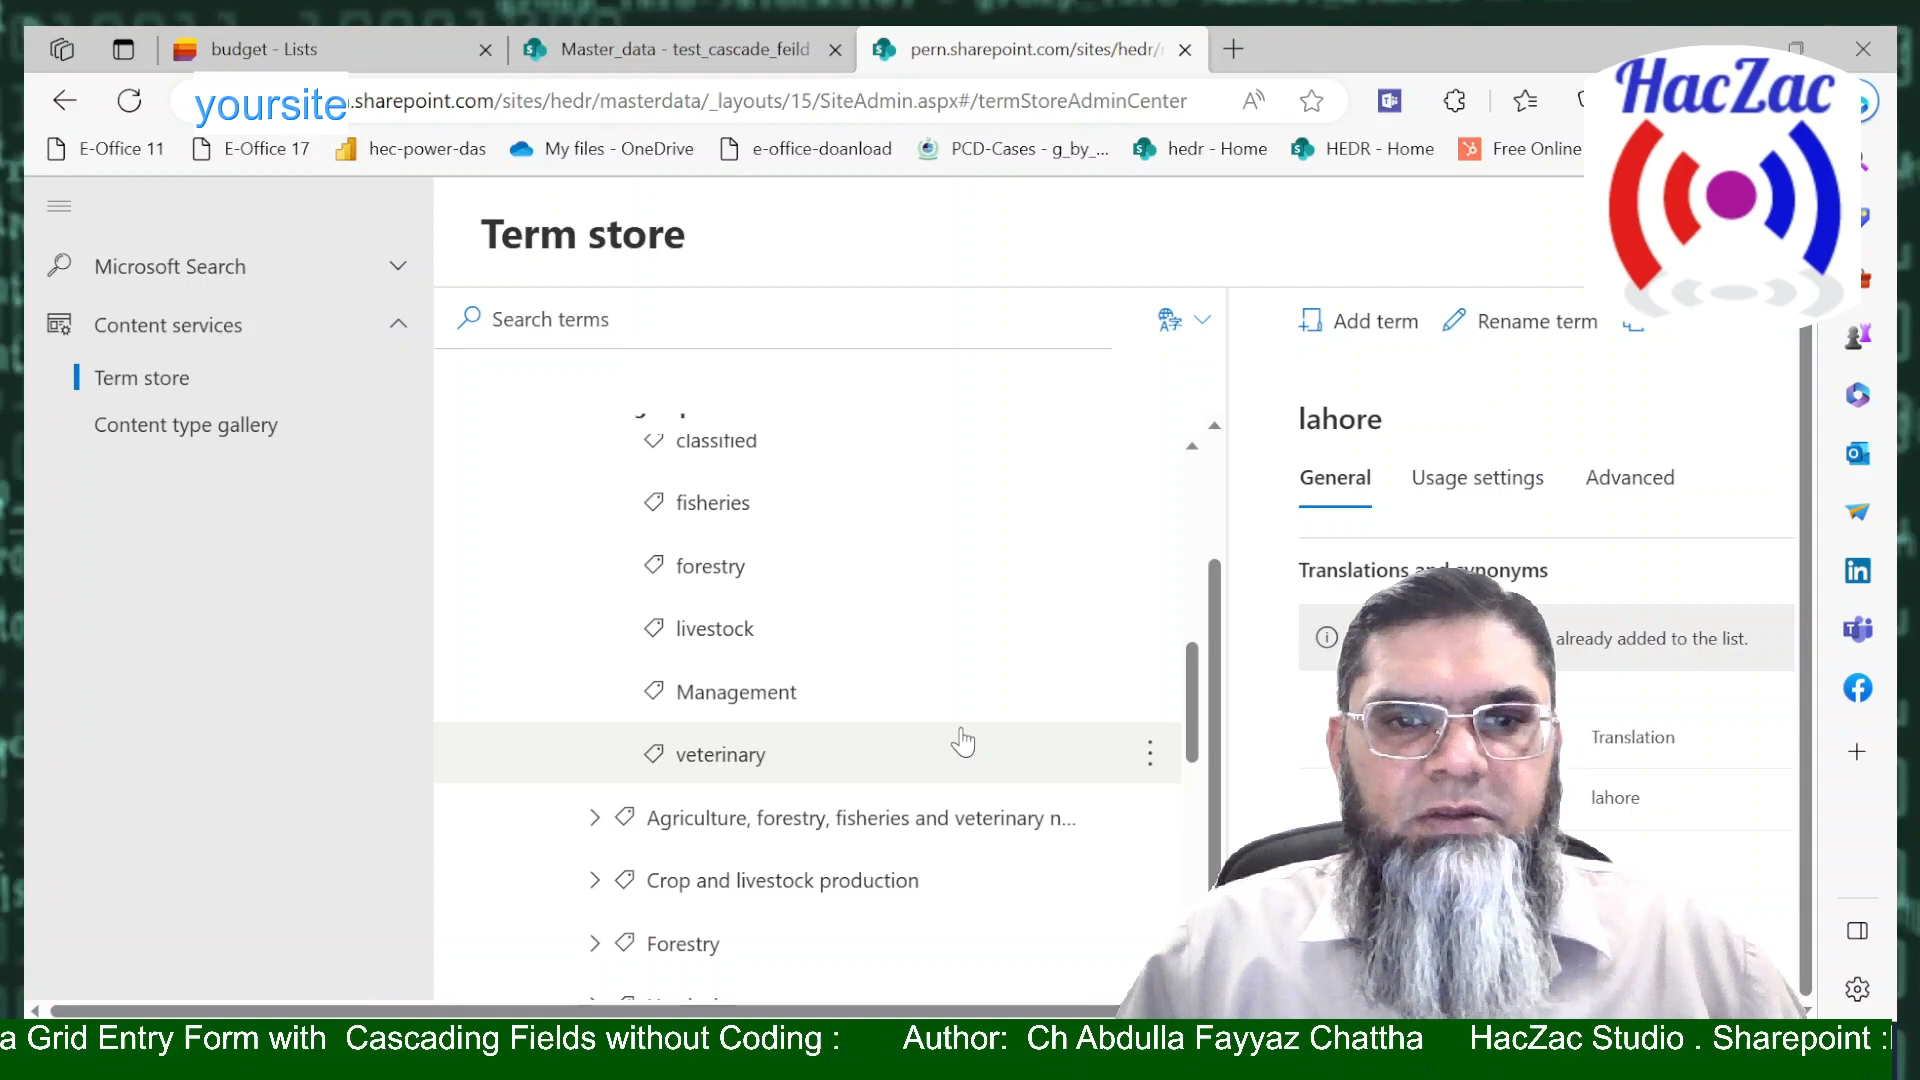 budget - Lists
Master_data - test_cascade_feild
pern.sharepoint.com/sites/hedr/
yoursite
.sharepoint.com/sites/hedr/masterdata/_layouts/15/SiteAdmin.aspx#/termStoreAdminCenter
HacZac
E-Office 11
E-Office 17
hec-power-das
My files - OneDrive
e-office-doanload
PCD-Cases - g_by_...
hedr - Home
HEDR - Home
Free Online
Term store
Microsoft Search
Content services
Term store
Content type gallery
Search terms
Add term
Rename term
classified
fisheries
forestry
livestock
Management
veterinary
Agriculture, forestry, fisheries and veterinary n...
Crop and livestock production
Forestry
lahore
General
Usage settings
Advanced
Translations and synonyms
already added to the list.
Translation
lahore
a Grid Entry Form with Cascading Fields without Coding : Author: Ch Abdulla Fayyaz Chattha HacZac Studio . Sharepoint :